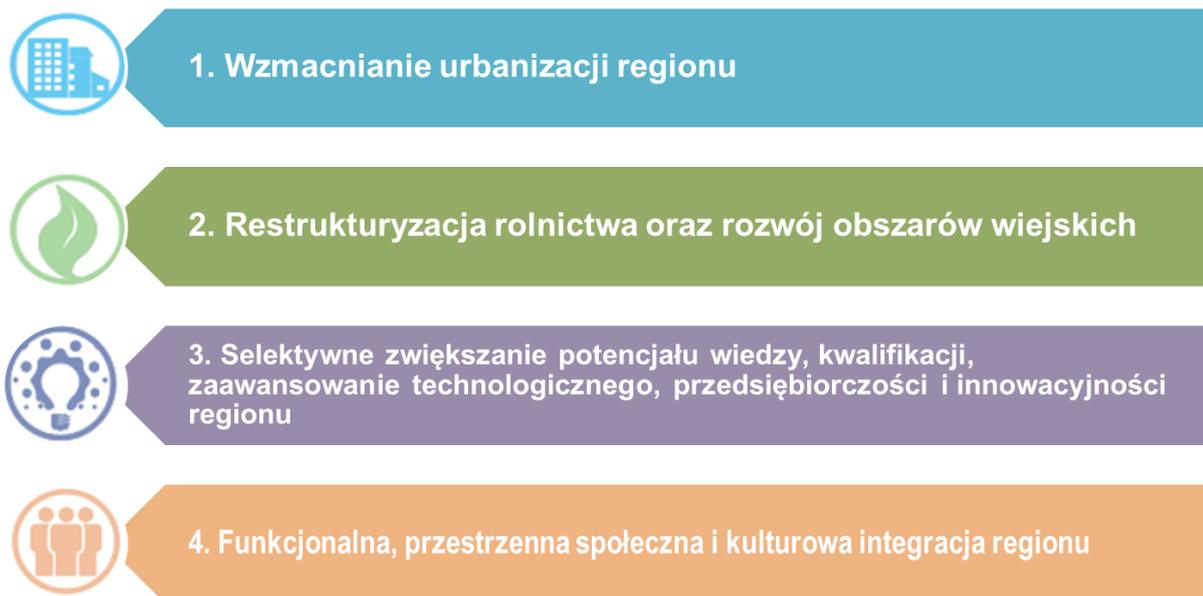 1. Wzmacnianie urbanizacji regionu
2. Restrukturyzacja rolnictwa oraz rozwój obszarów wiejskich
3. Selektywne zwiększanie potencjału wiedzy, kwalifikacji,
zaawansowanie technologicznego, przedsiębiorczości i innowacyjności
regionu
4. Funkcjonalna, przestrzenna społeczna i kulturowa integracja regionu